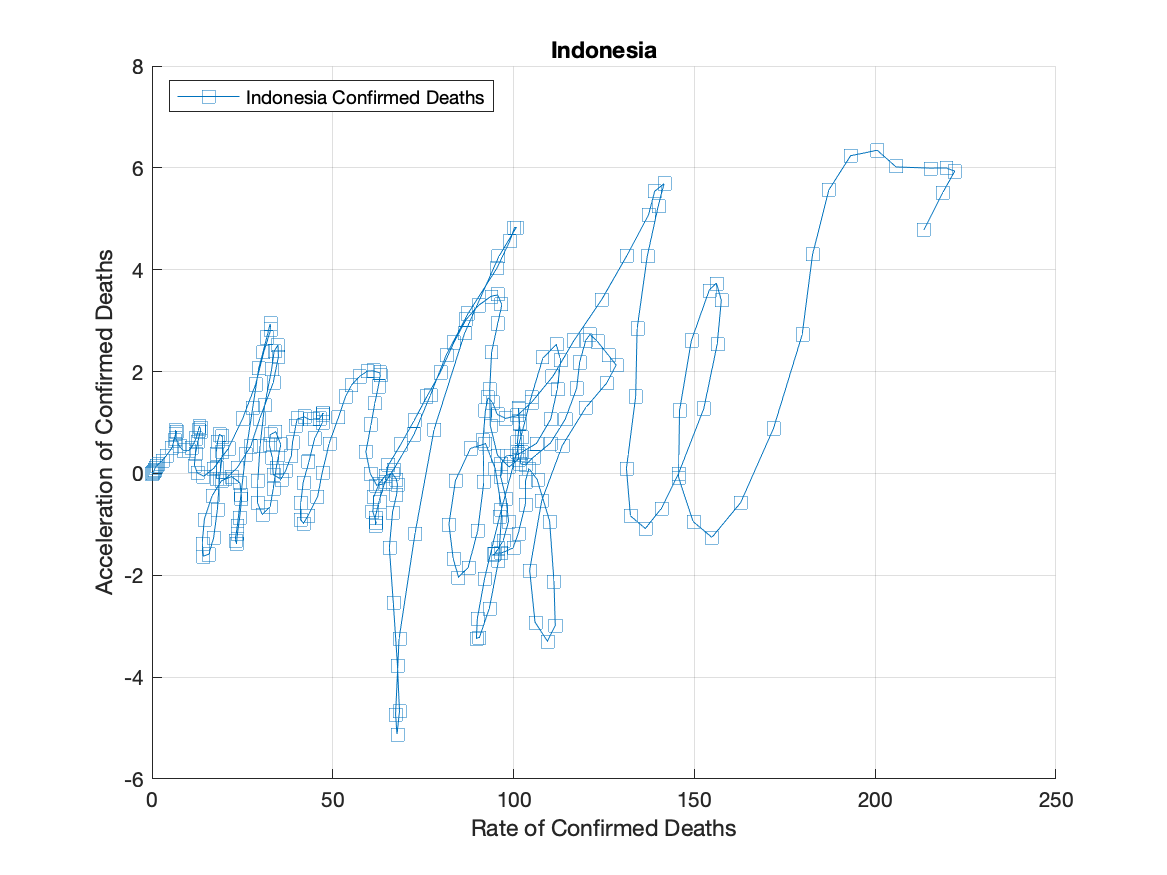 Indonesia
Indonesia Confirmed Deaths
8
6
4
2
0
-2
-4
-6
Acceleration of Confirmed Deaths
0 50 100 150 200 250
Rate of Confirmed Deaths